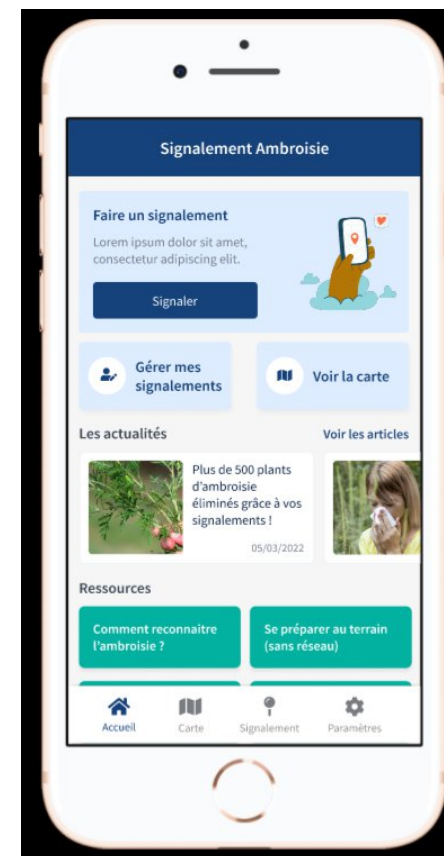 Signalement Ambroisie
Faire un signalement
Lorem ipsum dolor sit amet,
consectetur adipiscing elit.
Signaler
Gérer mes
signalements
Voir la carte
Les actualités
Voir les articles
Plus de 500 plants
d'ambroisie
éliminés grâce à vos
signalements !
05/03/2022
Ressources
Comment reconnaitre
l'ambroisie ?
Se préparer au terrain
(sans réseau)
Accueil
Carte
Signalement
Paramètres